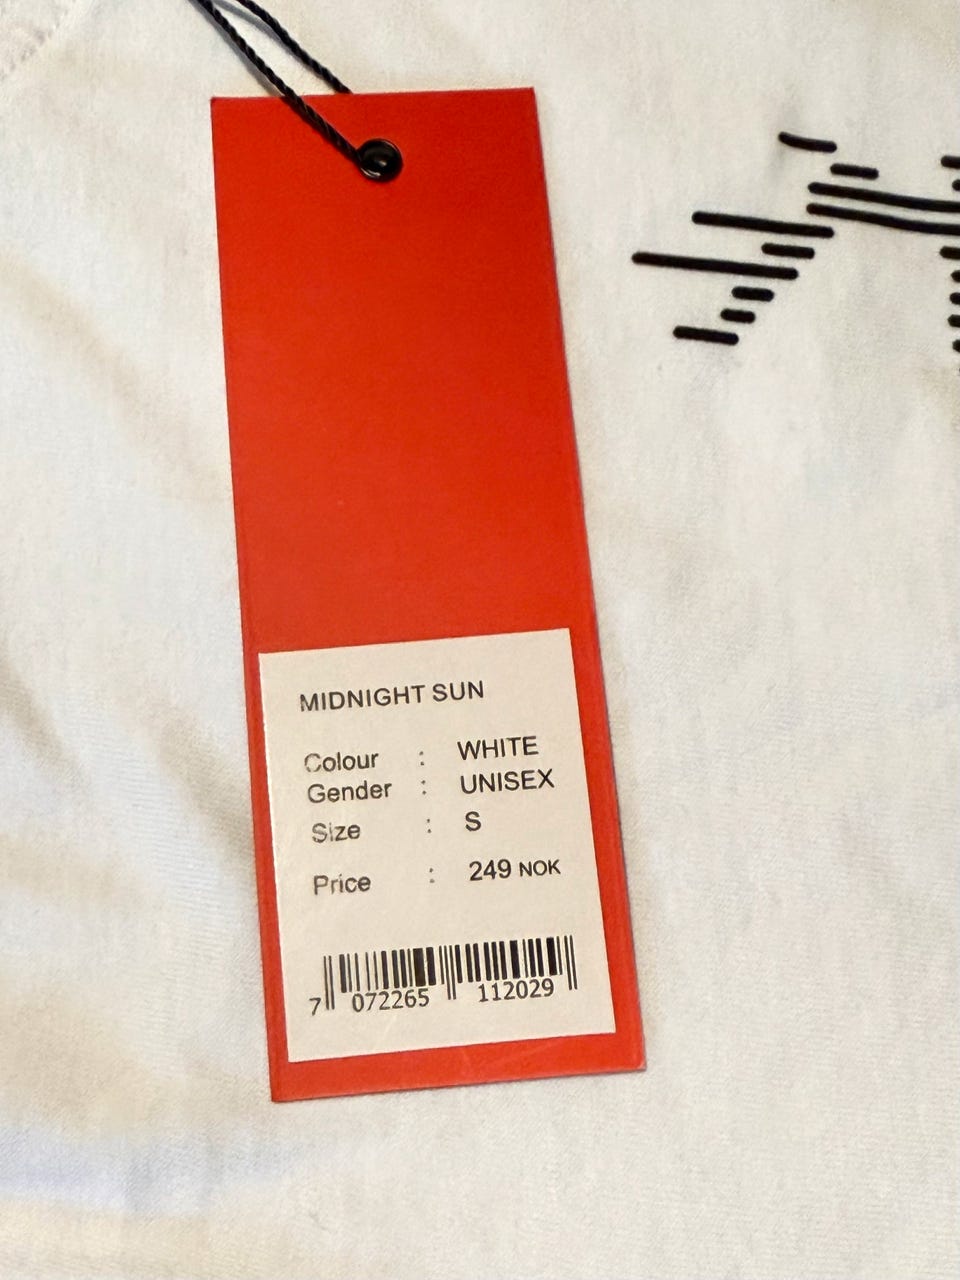 MIDNIGHT SUN
Colour : WHITE
Gender : UNISEX
Size : S
Price : 249 NOK
7 072265 112029